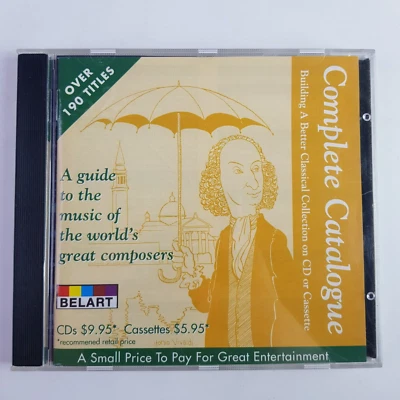 OVER
190 TITLES
Complete Catalogue
Building A Better Classical Collection on CD or Cassette
A guide
to the
music of
the world's
great composers
BELART
CDs $9.95* Cassettes $5.95*
*recommened retail price
A Small Price To Pay For Great Entertainment